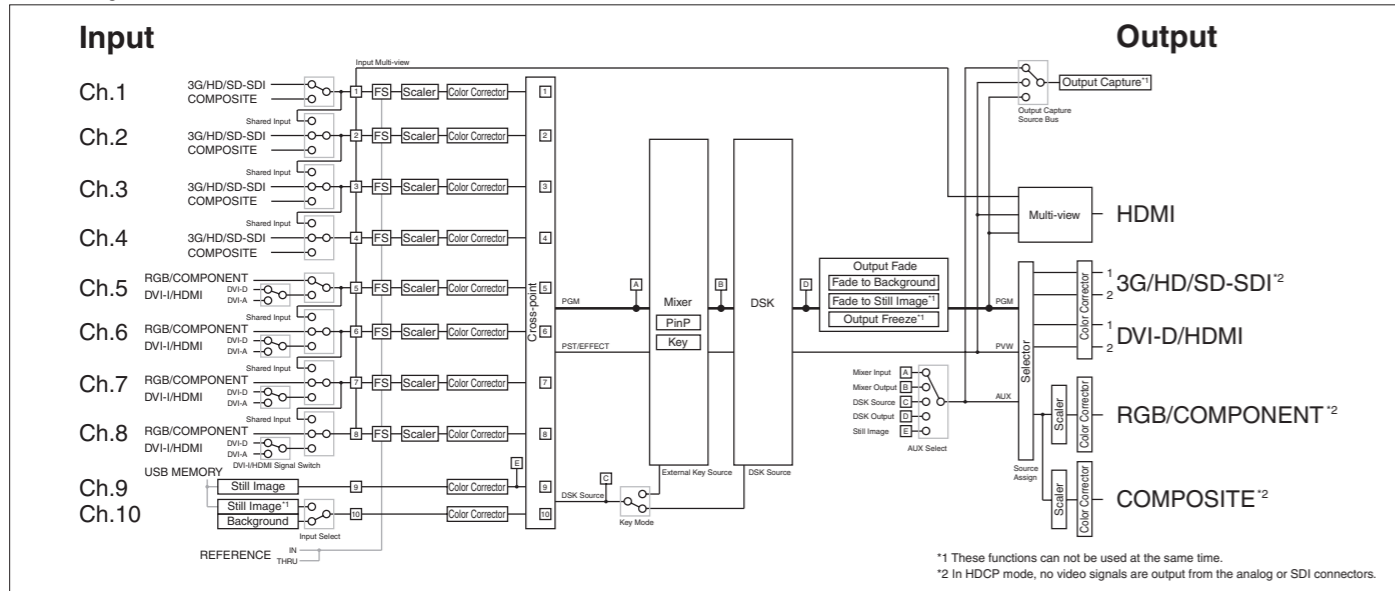 Input
Output
Input Multi-view
Ch.1
3G/HD/SD-SDI
COMPOSITE
1
FS
Scaler
Color Corrector
1
Shared Input
Ch.2
3G/HD/SD-SDI
COMPOSITE
2
FS
Scaler
Color Corrector
2
Shared Input
Ch.3
3G/HD/SD-SDI
COMPOSITE
3
FS
Scaler
Color Corrector
3
Shared Input
Ch.4
3G/HD/SD-SDI
COMPOSITE
4
FS
Scaler
Color Corrector
4
Ch.5
RGB/COMPONENT
DVI-I/HDMI
DVI-D
DVI-A
5
FS
Scaler
Color Corrector
5
Shared Input
Ch.6
RGB/COMPONENT
DVI-I/HDMI
DVI-D
DVI-A
6
FS
Scaler
Color Corrector
6
Shared Input
Ch.7
RGB/COMPONENT
DVI-I/HDMI
DVI-D
DVI-A
7
FS
Scaler
Color Corrector
7
Shared Input
Ch.8
RGB/COMPONENT
DVI-I/HDMI
DVI-D
DVI-A
DVI-I/HDMI Signal Switch
8
FS
Scaler
Color Corrector
8
USB MEMORY
Ch.9
Still Image
9
Color Corrector
E
9
Ch.10
Still Image*1
Background
Input Select
10
Color Corrector
10
REFERENCE
IN
THRU
Cross-point
PGM
A
PST/EFFECT
Mixer
PinP
Key
B
DSK
D
External Key Source
DSK Source
DSK Source
C
Key Mode
Output Fade
Fade to Background
Fade to Still Image*1
Output Freeze*1
Mixer Input
A
Mixer Output
B
DSK Source
C
DSK Output
D
Still Image
E
AUX Select
PGM
PVW
AUX
Selector
Source Assign
Output Capture Source Bus
Output Capture*1
Multi-view
HDMI
Color Corrector
1
2
3G/HD/SD-SDI*2
1
2
DVI-D/HDMI
Scaler
Color Corrector
RGB/COMPONENT*2
Scaler
Color Corrector
COMPOSITE*2
*1 These functions can not be used at the same time.
*2 In HDCP mode, no video signals are output from the analog or SDI connectors.